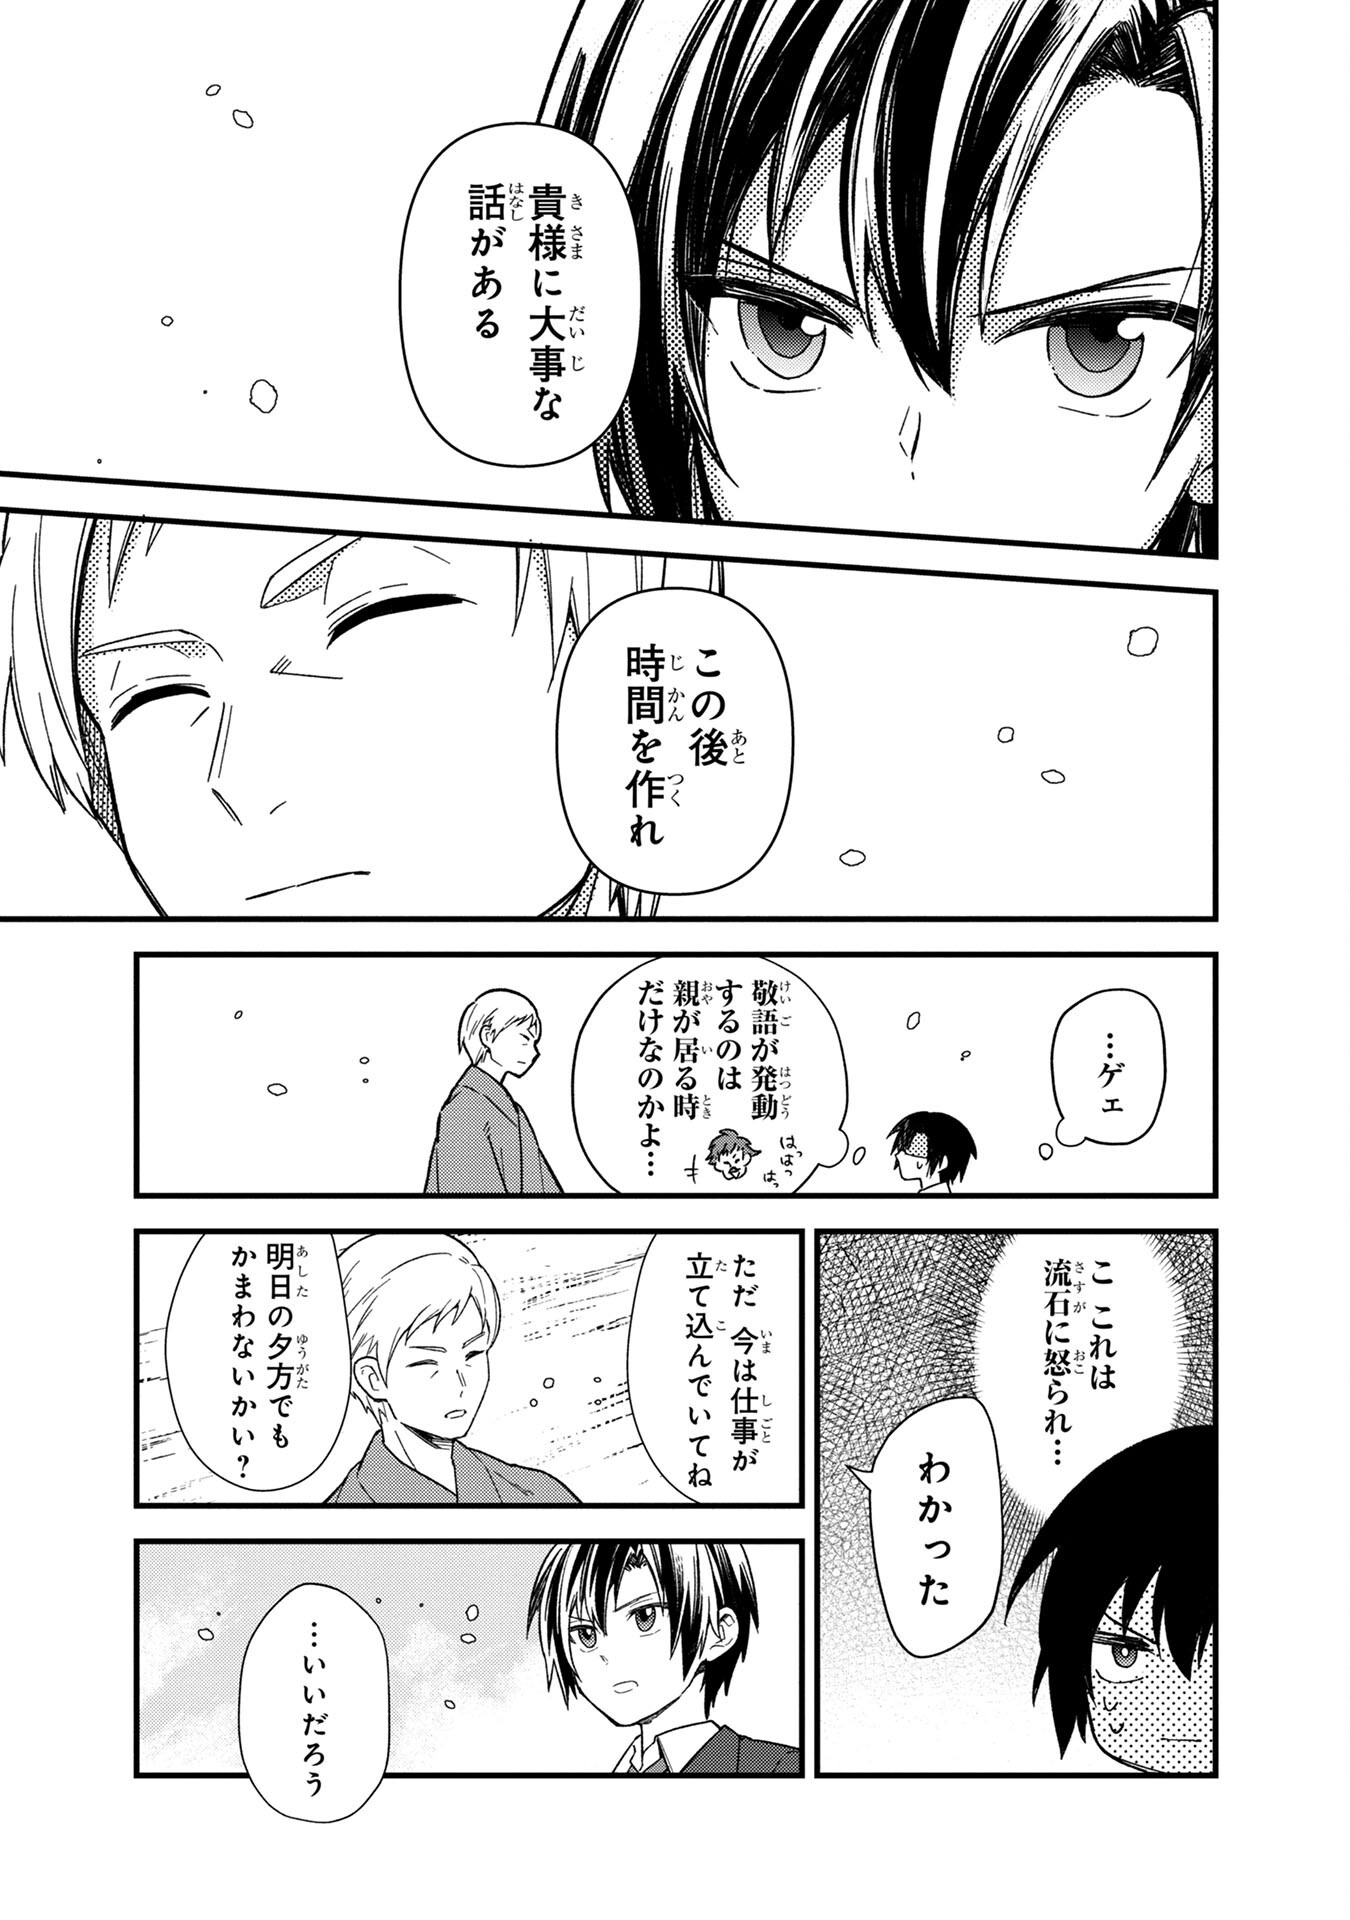 貴様に大事な
話がある
この後
時間を作れ
…ゲェ
敬語が発動
するのは
親が居る時
だけなのかよ…
はっ
はっ
はっ
こ これは
流石に怒られ…
わかった
ただ 今は仕事が
立て込んでいてね
明日の夕方でも
かまわないかい?
…いいだろう